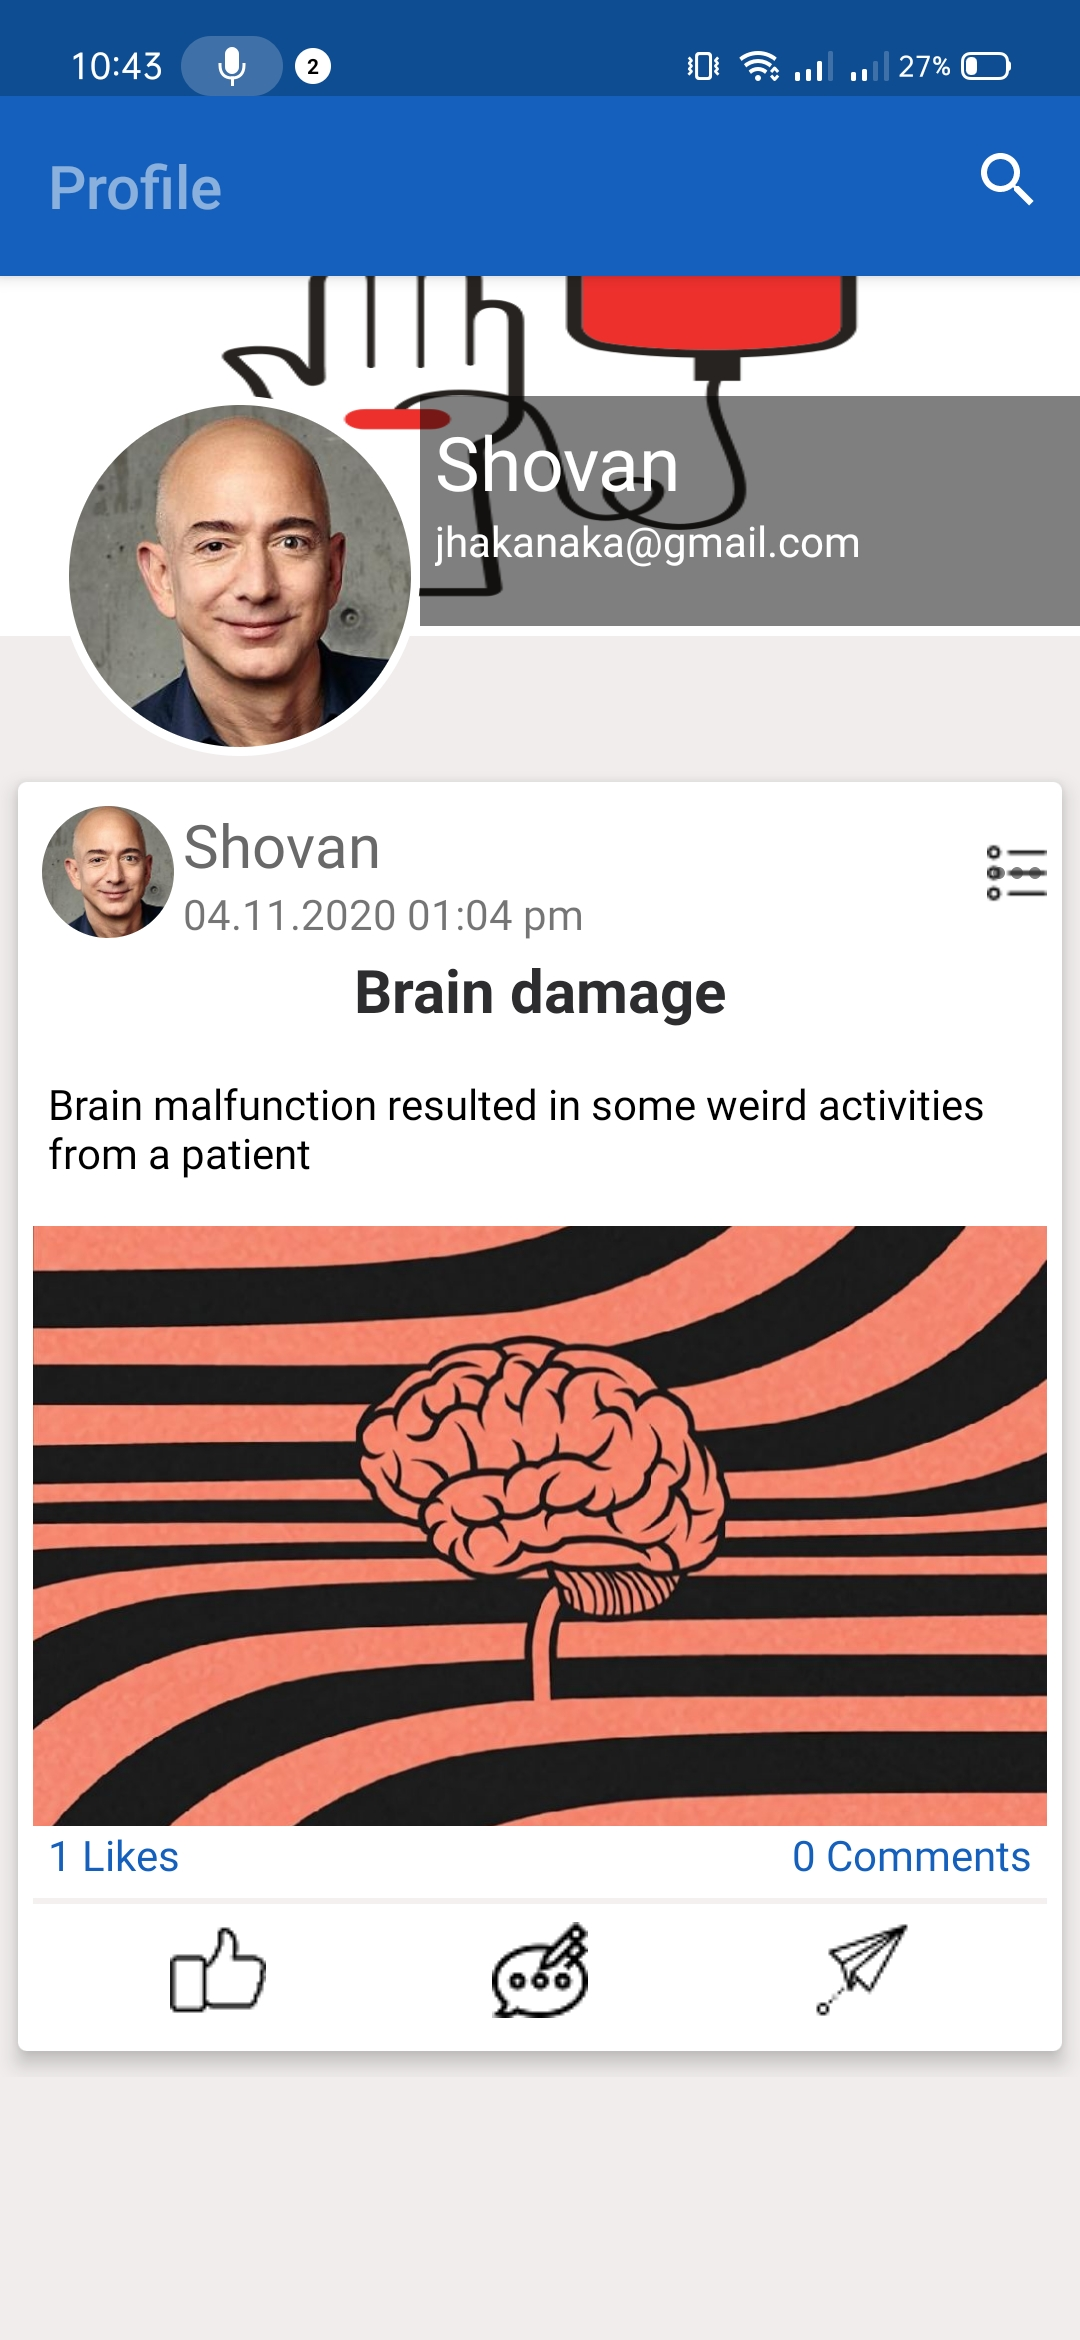 10:43
2
27%
Profile
Shovan
jhakanaka@gmail.com
Shovan
04.11.2020 01:04 pm
Brain damage
Brain malfunction resulted in some weird activities
from a patient
1 Likes
0 Comments